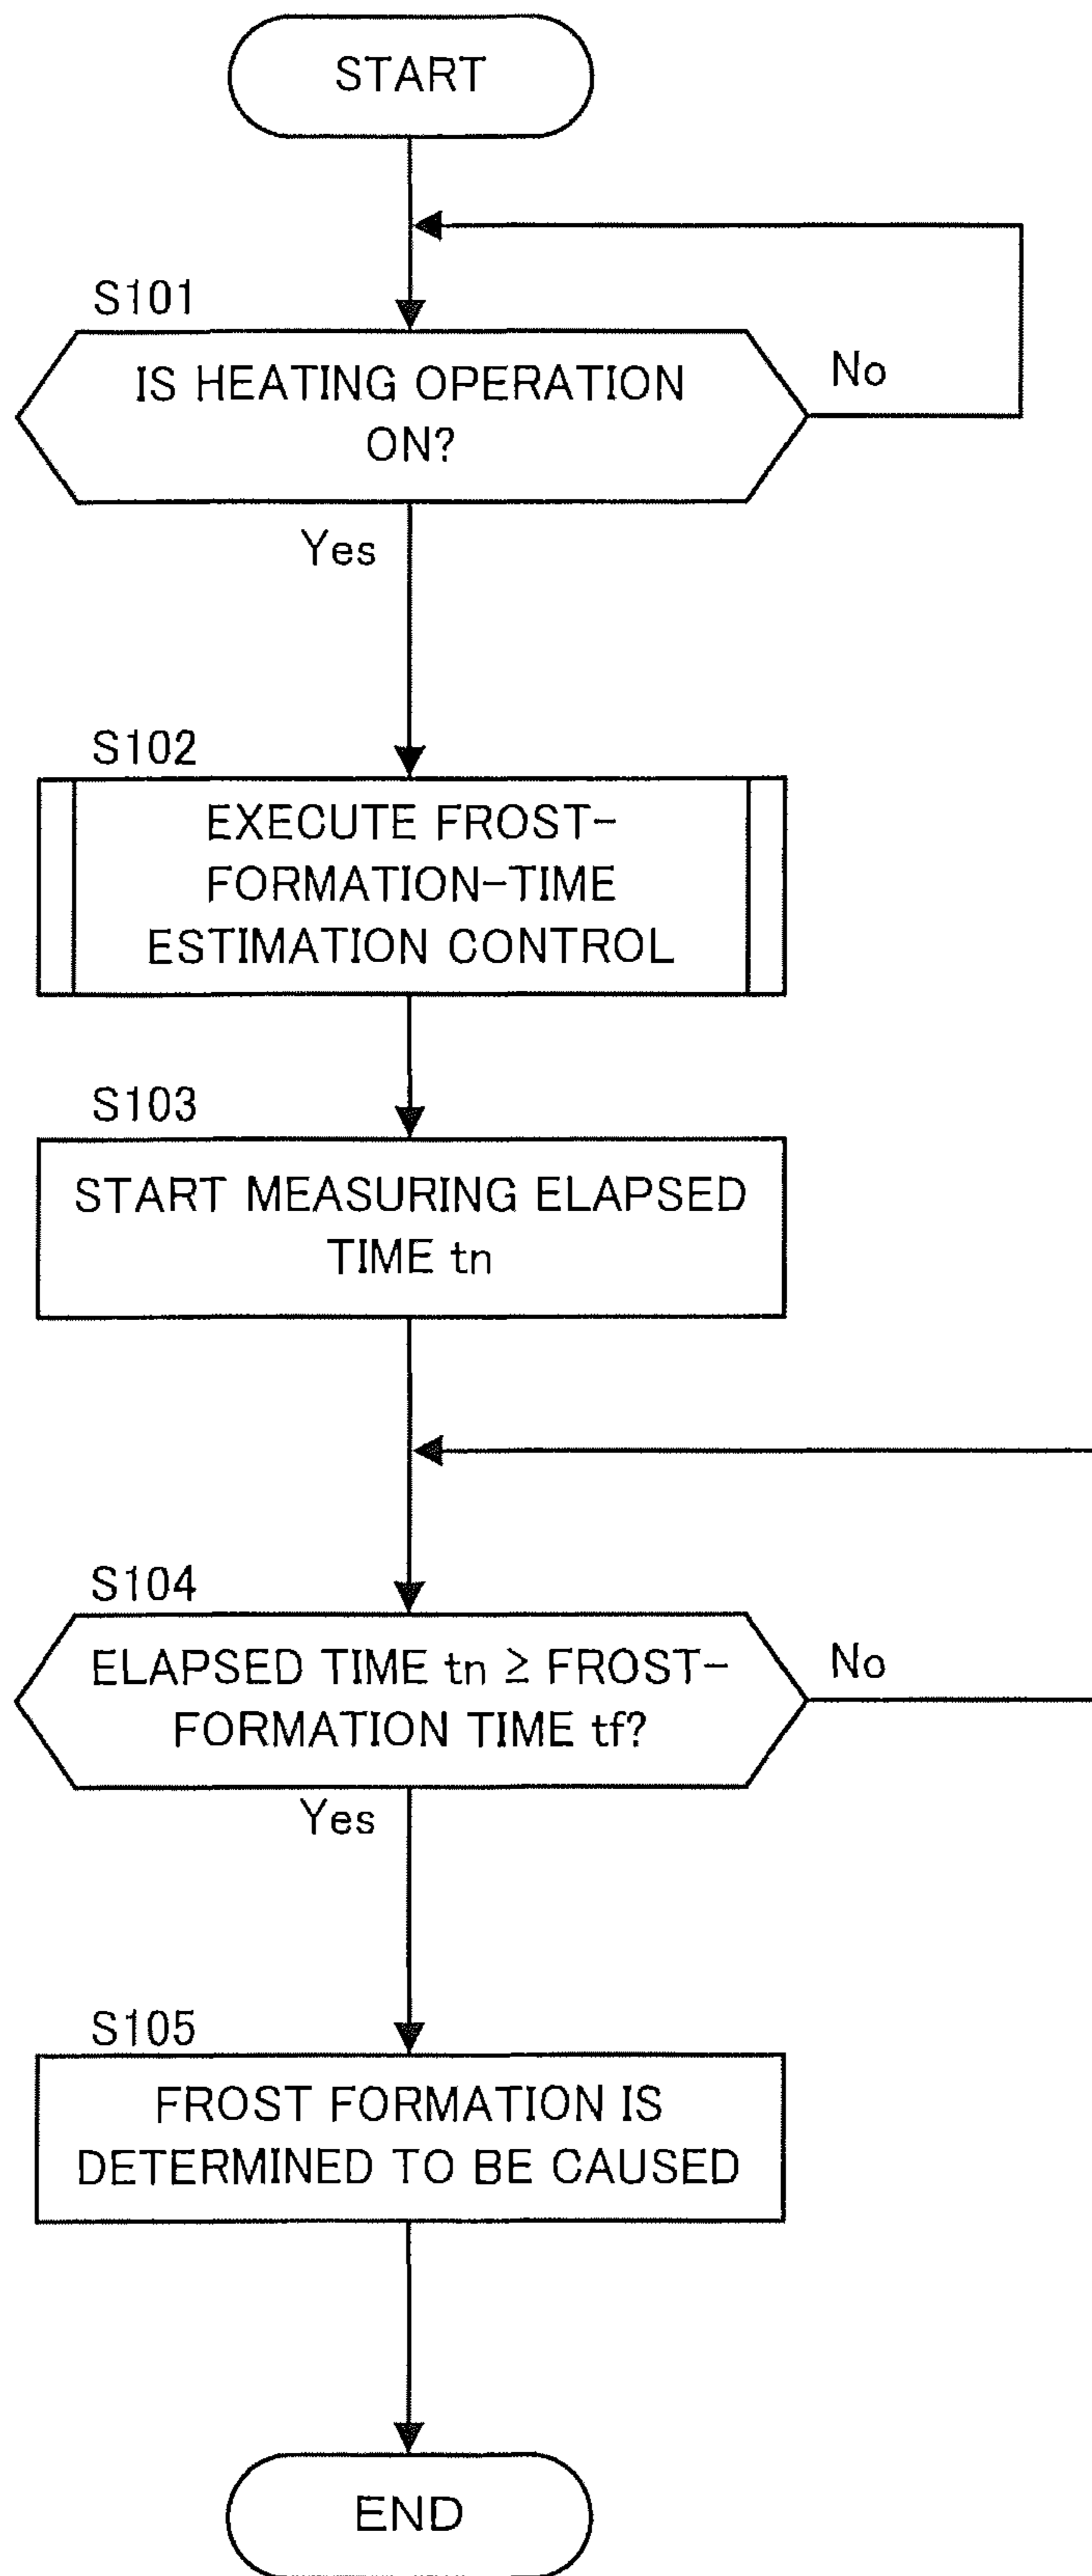 START
S101
IS HEATING OPERATION
ON?
No
Yes
S102
EXECUTE FROST-
FORMATION-TIME
ESTIMATION CONTROL
S103
START MEASURING ELAPSED
TIME tn
S104
ELAPSED TIME tn ≧ FROST-
FORMATION TIME tf?
No
Yes
S105
FROST FORMATION IS
DETERMINED TO BE CAUSED
END